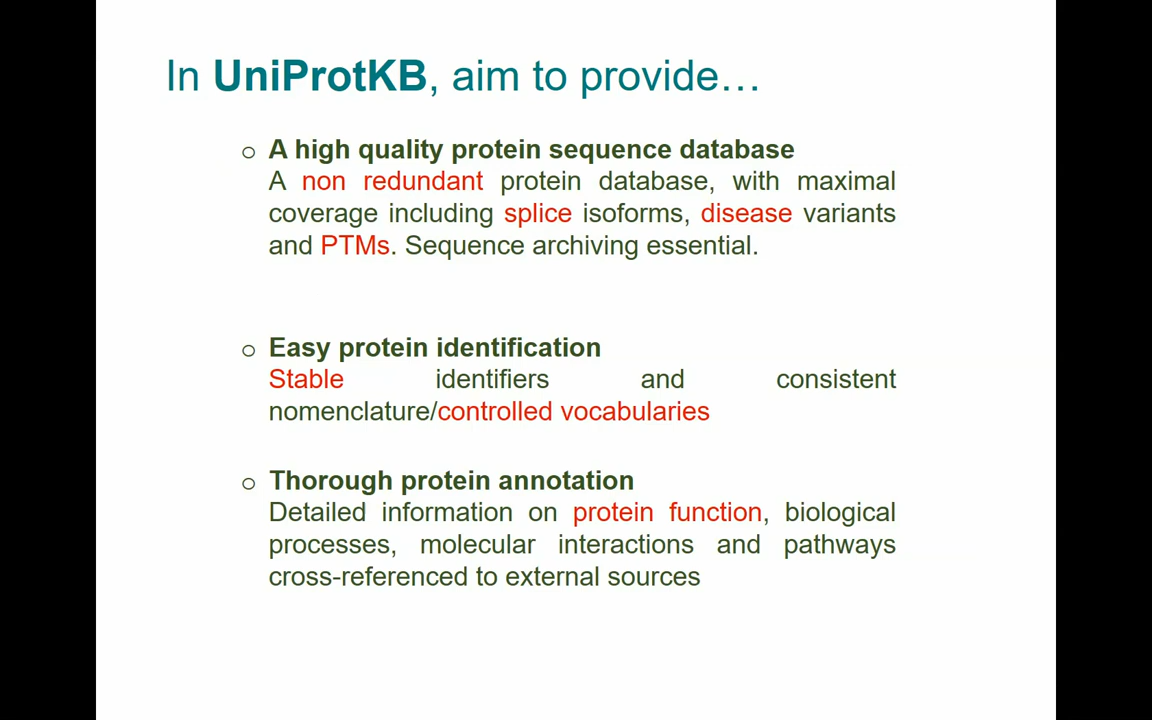 In UniProtKB, aim to provide…
○ A high quality protein sequence database
A non redundant protein database, with maximal
coverage including splice isoforms, disease variants
and PTMs. Sequence archiving essential.
○ Easy protein identification
Stable identifiers and consistent
nomenclature/controlled vocabularies
○ Thorough protein annotation
Detailed information on protein function, biological
processes, molecular interactions and pathways
cross-referenced to external sources